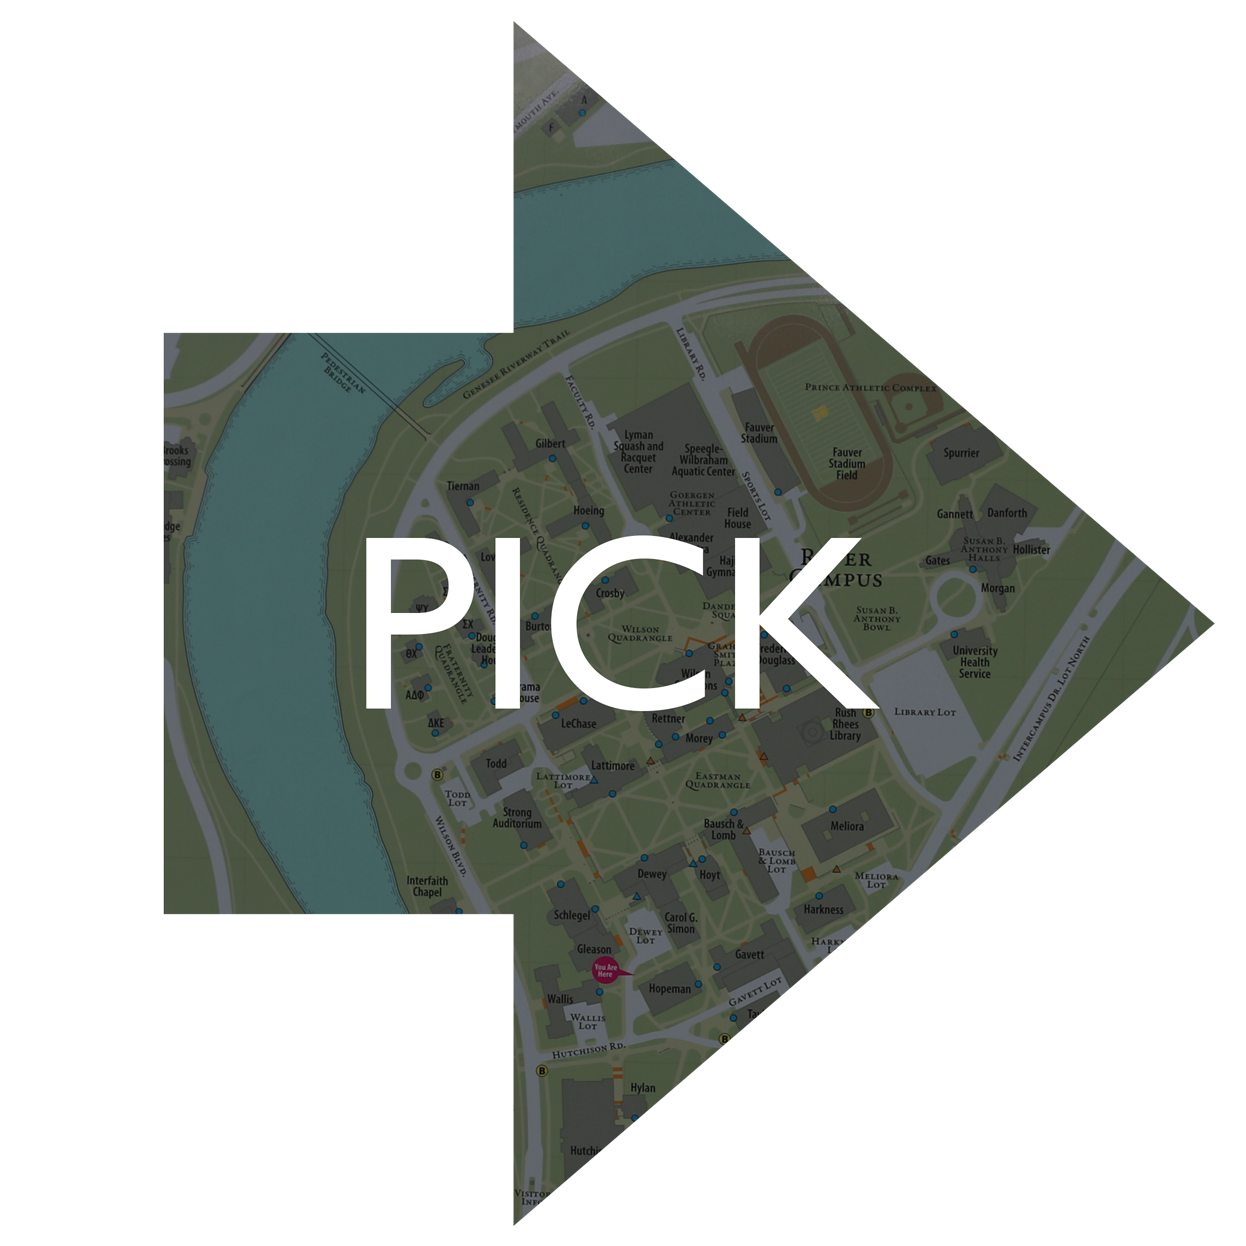 PICK
A
F
PEDESTRIAN
BRIDGE
GENESEE RIVERWAY TRAIL
LIBRARY RD.
FACULTY RD.
PRINCE ATHLETIC COMPLEX
Fauver
Stadium
Fauver
Stadium
Field
Lyman
Squash and
Racquet
Center
Speegle-
Wilbraham
Aquatic Center
GOERGEN
ATHLETIC
CENTER
Field
House
SPORTS LOT
Spurrier
Gilbert
Tiernan
RESIDENCE QUADRANG
Hoeing
Alexander
Gannett
Danforth
SUSAN B.
ANTHONY
HALLS
Hollister
Gates
Morgan
CAMPUS
SUSAN B.
ANTHONY
BOWL
University
Health
Service
INTERCAMPUS DR. LOT NORTH
LIBRARY LOT
Crosby
WILSON
QUADRANGLE
ΨΥ
ΣΧ
ΘΧ
ΑΔΦ
ΔΚΕ
FRATERNITY
QUADRANGLE
LeChase
Rettner
Morey
Rush
Rhees
Library
B
B
Todd
TODD
LOT
LATTIMORE
LOT
Lattimore
EASTMAN
QUADRANGLE
Strong
Auditorium
WILSON BLVD.
Bausch &
Lomb
BAUSCH
& LOMB
LOT
Meliora
MELIORA
LOT
Interfaith
Chapel
Dewey
Hoyt
Harkness
Schlegel
Carol G.
Simon
DEWEY
LOT
Gleason
You Are
Here
Gavett
Wallis
Hopeman
GAVETT LOT
WALLIS
LOT
HUTCHISON RD.
B
B
Hylan